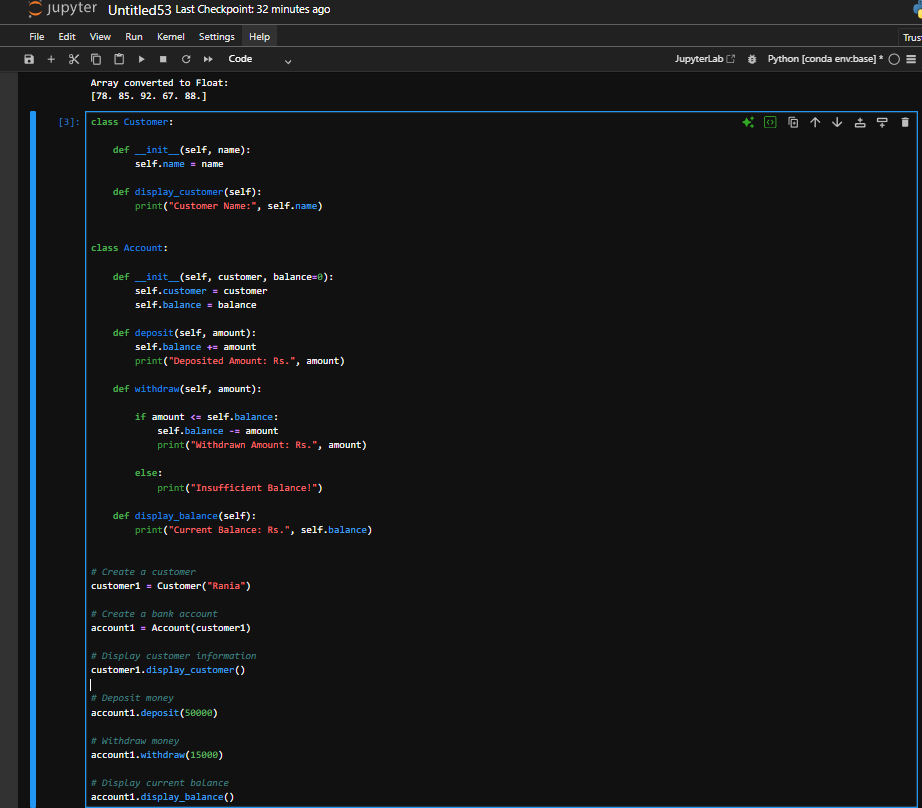 jupyter Untitled53 Last Checkpoint: 32 minutes ago
File Edit View Run Kernel Settings Help Trus
Code JupyterLab Python [conda env:base] *
Array converted to Float:
[78. 85. 92. 67. 88.]
[3]: class Customer:
    def __init__(self, name):
        self.name = name
    def display_customer(self):
        print("Customer Name:", self.name)
class Account:
    def __init__(self, customer, balance=0):
        self.customer = customer
        self.balance = balance
    def deposit(self, amount):
        self.balance += amount
        print("Deposited Amount: Rs.", amount)
    def withdraw(self, amount):
        if amount <= self.balance:
            self.balance -= amount
            print("Withdrawn Amount: Rs.", amount)
        else:
            print("Insufficient Balance!")
    def display_balance(self):
        print("Current Balance: Rs.", self.balance)
# Create a customer
customer1 = Customer("Rania")
# Create a bank account
account1 = Account(customer1)
# Display customer information
customer1.display_customer()
# Deposit money
account1.deposit(50000)
# Withdraw money
account1.withdraw(15000)
# Display current balance
account1.display_balance()